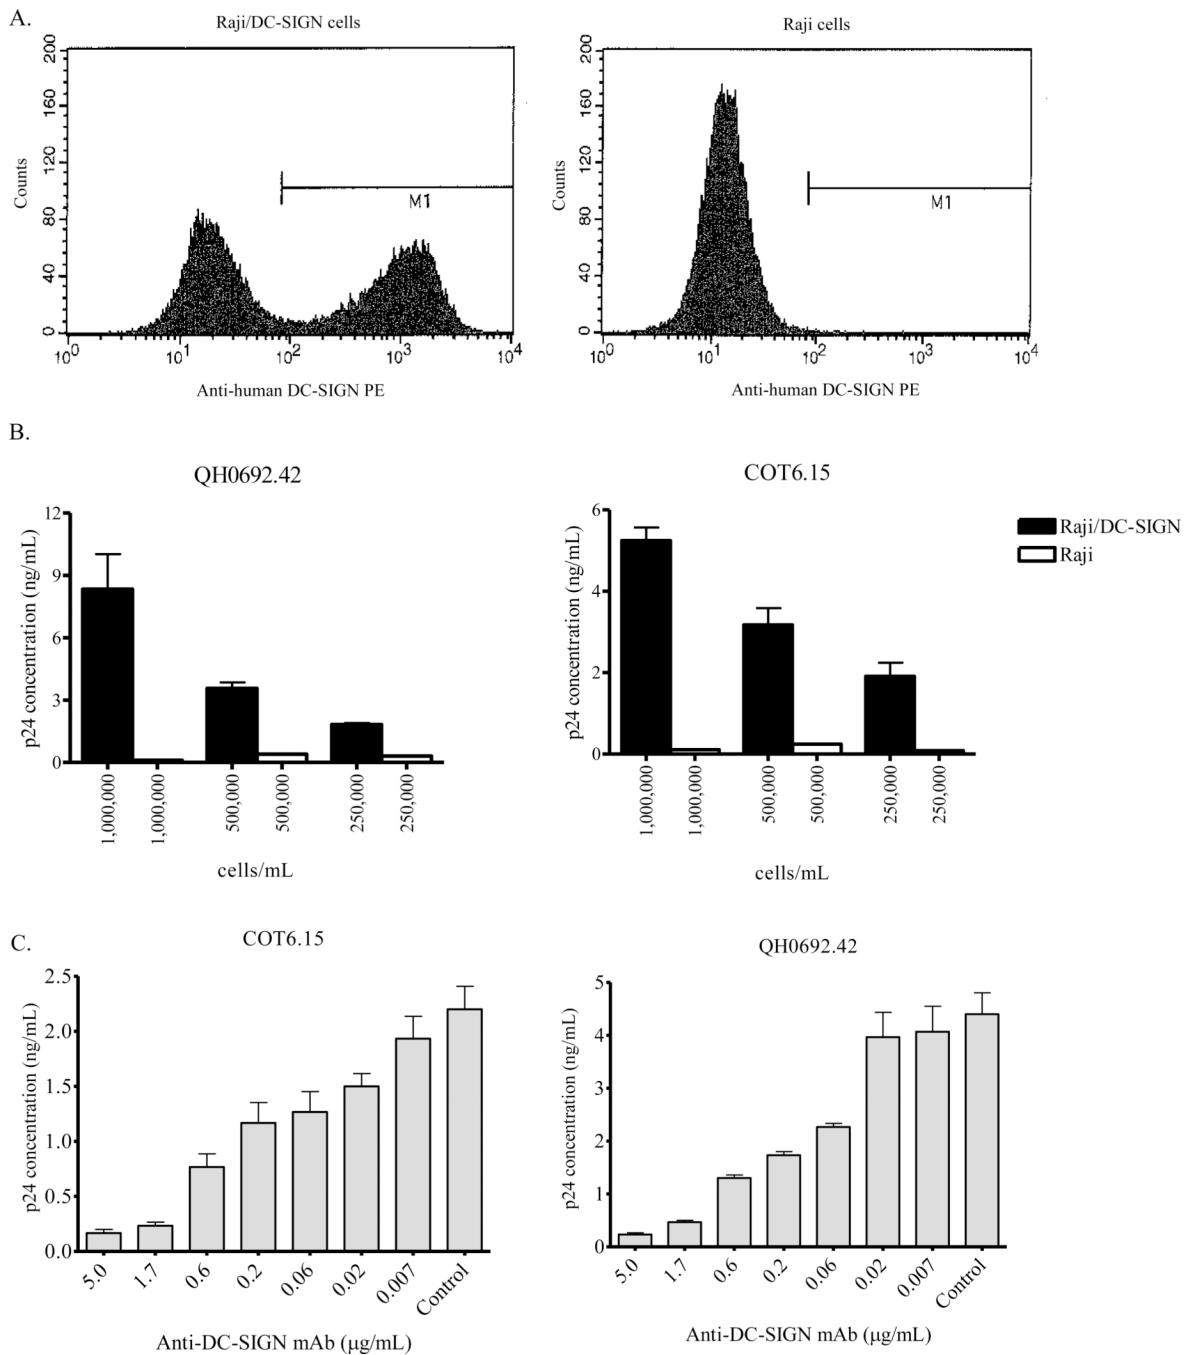 A.
Raji/DC-SIGN cells
Raji cells
Counts
200
160
120
80
40
0
M1
10^0 10^1 10^2 10^3 10^4
Anti-human DC-SIGN PE
Counts
200
160
120
80
40
0
M1
10^0 10^1 10^2 10^3 10^4
Anti-human DC-SIGN PE
B.
QH0692.42
p24 concentration (ng/mL)
12
9
6
3
0
1,000,000
1,000,000
500,000
500,000
250,000
250,000
cells/mL
COT6.15
p24 concentration (ng/mL)
6
4
2
0
1,000,000
1,000,000
500,000
500,000
250,000
250,000
cells/mL
Raji/DC-SIGN
Raji
C.
COT6.15
p24 concentration (ng/mL)
2.5
2.0
1.5
1.0
0.5
0.0
5.0
1.7
0.6
0.2
0.06
0.02
0.007
Control
Anti-DC-SIGN mAb (μg/mL)
QH0692.42
p24 concentration (ng/mL)
5
4
3
2
1
0
5.0
1.7
0.6
0.2
0.06
0.02
0.007
Control
Anti-DC-SIGN mAb (μg/mL)